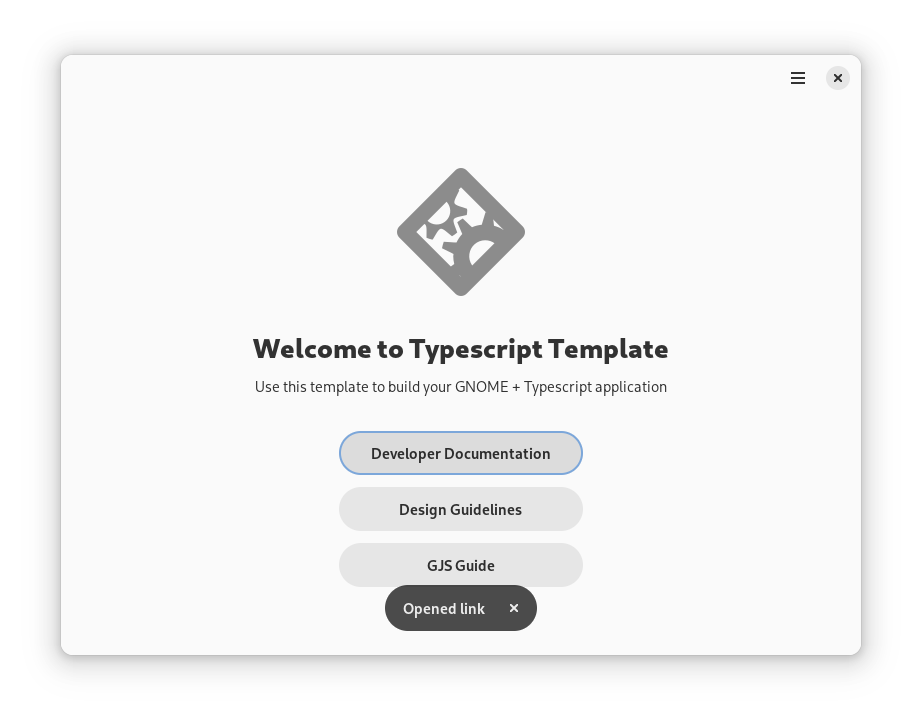 Welcome to Typescript Template
Use this template to build your GNOME + Typescript application
Developer Documentation
Design Guidelines
GJS Guide
Opened link